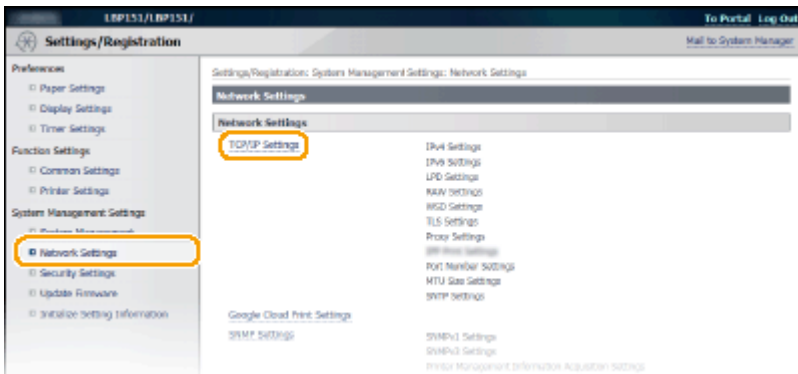 LBP151/LBP151/
To Portal Log Out
Settings/Registration
Mail to System Manager
Preferences
Paper Settings
Display Settings
Timer Settings
Function Settings
Common Settings
Printer Settings
System Management Settings
System Management
Network Settings
Security Settings
Update Firmware
Initialize Setting Information
Settings/Registration: System Management Settings: Network Settings
Network Settings
Network Settings
TCP/IP Settings
IPv4 Settings
IPv6 Settings
LPD Settings
RAW Settings
WSD Settings
TLS Settings
Proxy Settings
Port Number Settings
MTU Size Settings
SNTP Settings
Google Cloud Print Settings
SNMP Settings
SNMPv1 Settings
SNMPv3 Settings
Printer Management Information Acquisition Settings